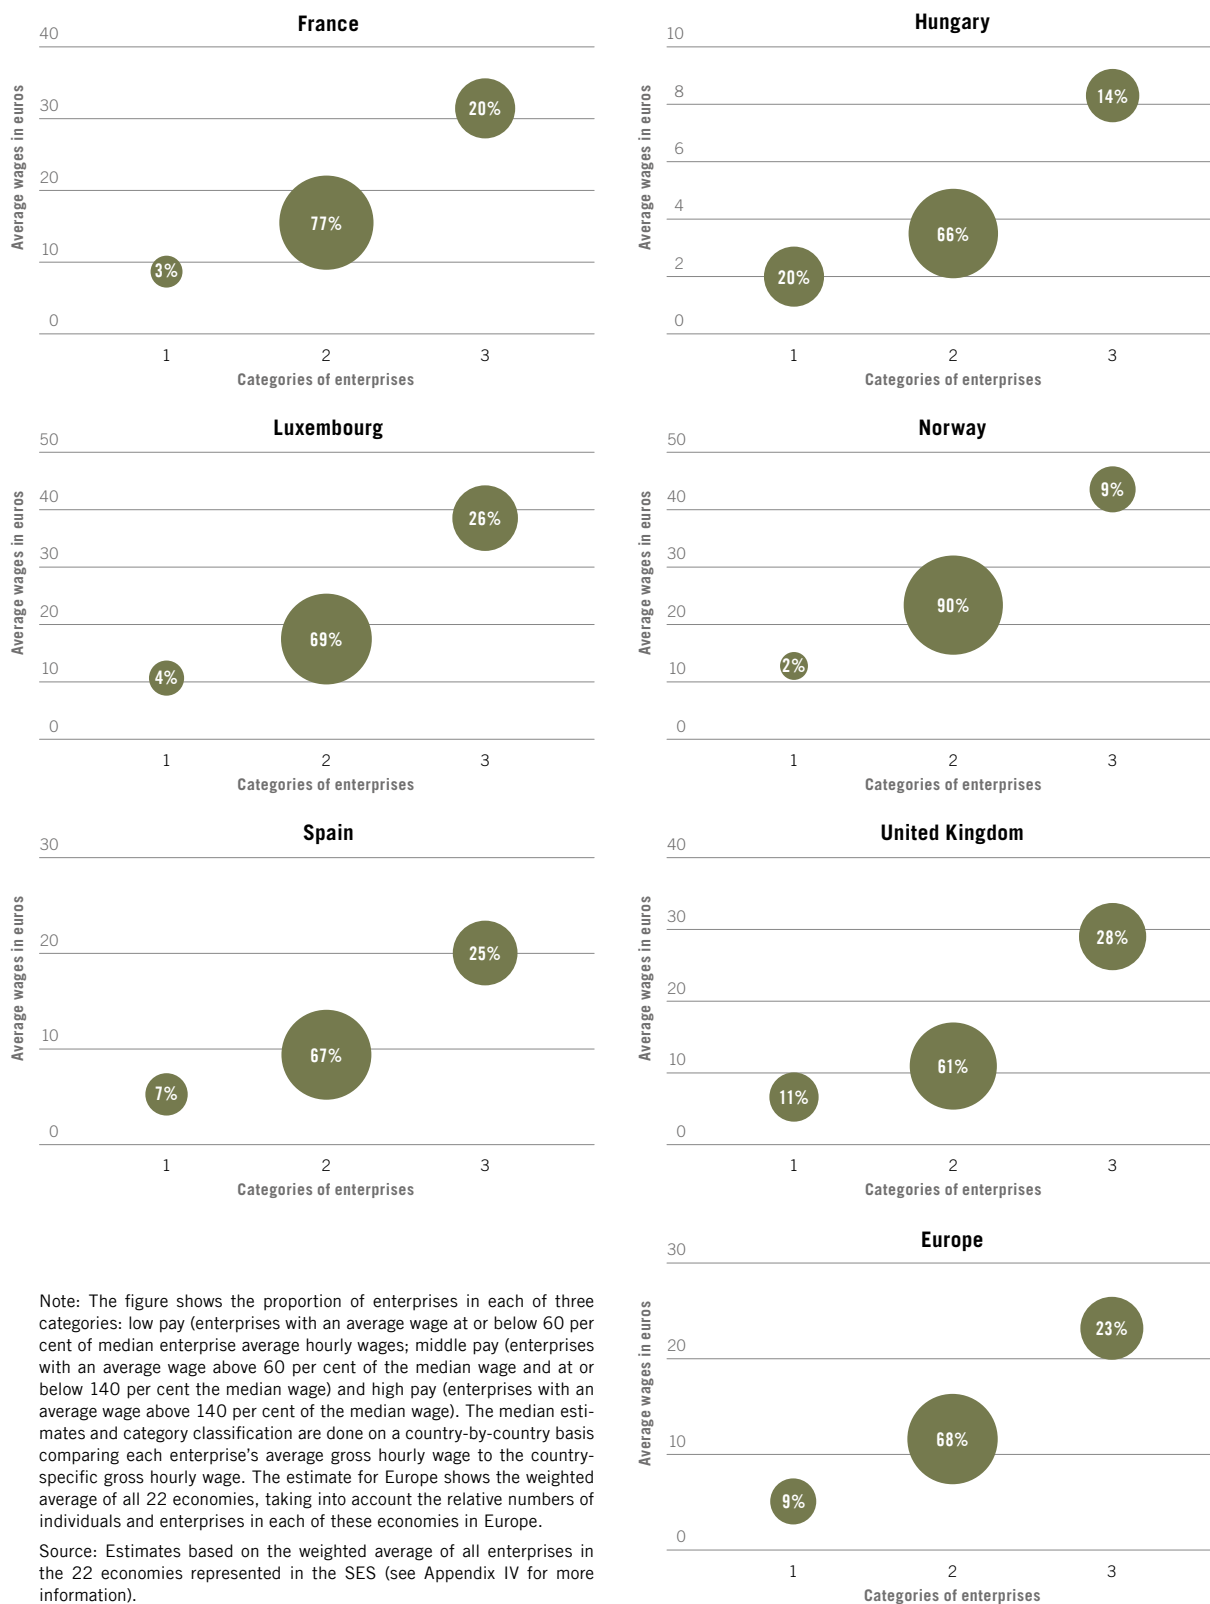 France
40
30
20
10
0
Average wages in euros
3%
77%
20%
1 2 3
Categories of enterprises
Hungary
10
8
6
4
2
0
Average wages in euros
20%
66%
14%
1 2 3
Categories of enterprises
Luxembourg
50
40
30
20
10
0
Average wages in euros
4%
69%
26%
1 2 3
Categories of enterprises
Norway
50
40
30
20
10
0
Average wages in euros
2%
90%
9%
1 2 3
Categories of enterprises
Spain
30
20
10
0
Average wages in euros
7%
67%
25%
1 2 3
Categories of enterprises
United Kingdom
40
30
20
10
0
Average wages in euros
11%
61%
28%
1 2 3
Categories of enterprises
Europe
30
20
10
0
Average wages in euros
9%
68%
23%
1 2 3
Categories of enterprises
Note: The figure shows the proportion of enterprises in each of three
categories: low pay (enterprises with an average wage at or below 60 per
cent of median enterprise average hourly wages; middle pay (enterprises
with an average wage above 60 per cent of the median wage and at or
below 140 per cent the median wage) and high pay (enterprises with an
average wage above 140 per cent of the median wage). The median esti-
mates and category classification are done on a country-by-country basis
comparing each enterprise's average gross hourly wage to the country-
specific gross hourly wage. The estimate for Europe shows the weighted
average of all 22 economies, taking into account the relative numbers of
individuals and enterprises in each of these economies in Europe.
Source: Estimates based on the weighted average of all enterprises in
the 22 economies represented in the SES (see Appendix IV for more
information).